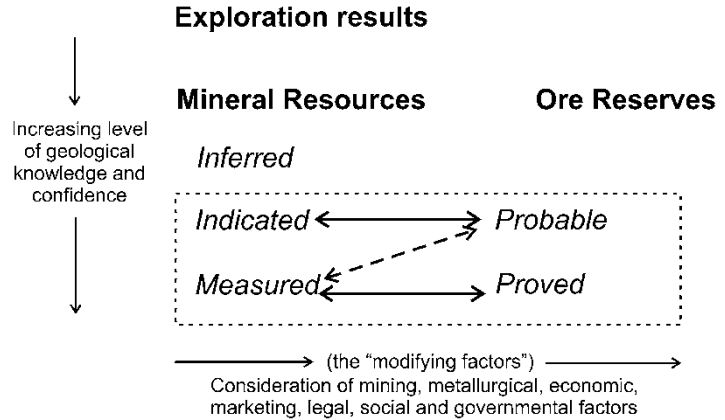 Exploration results
Mineral Resources
Ore Reserves
Increasing level
of geological
knowledge and
confidence
Inferred
Indicated
Probable
Measured
Proved
(the “modifying factors”)
Consideration of mining, metallurgical, economic,
marketing, legal, social and governmental factors